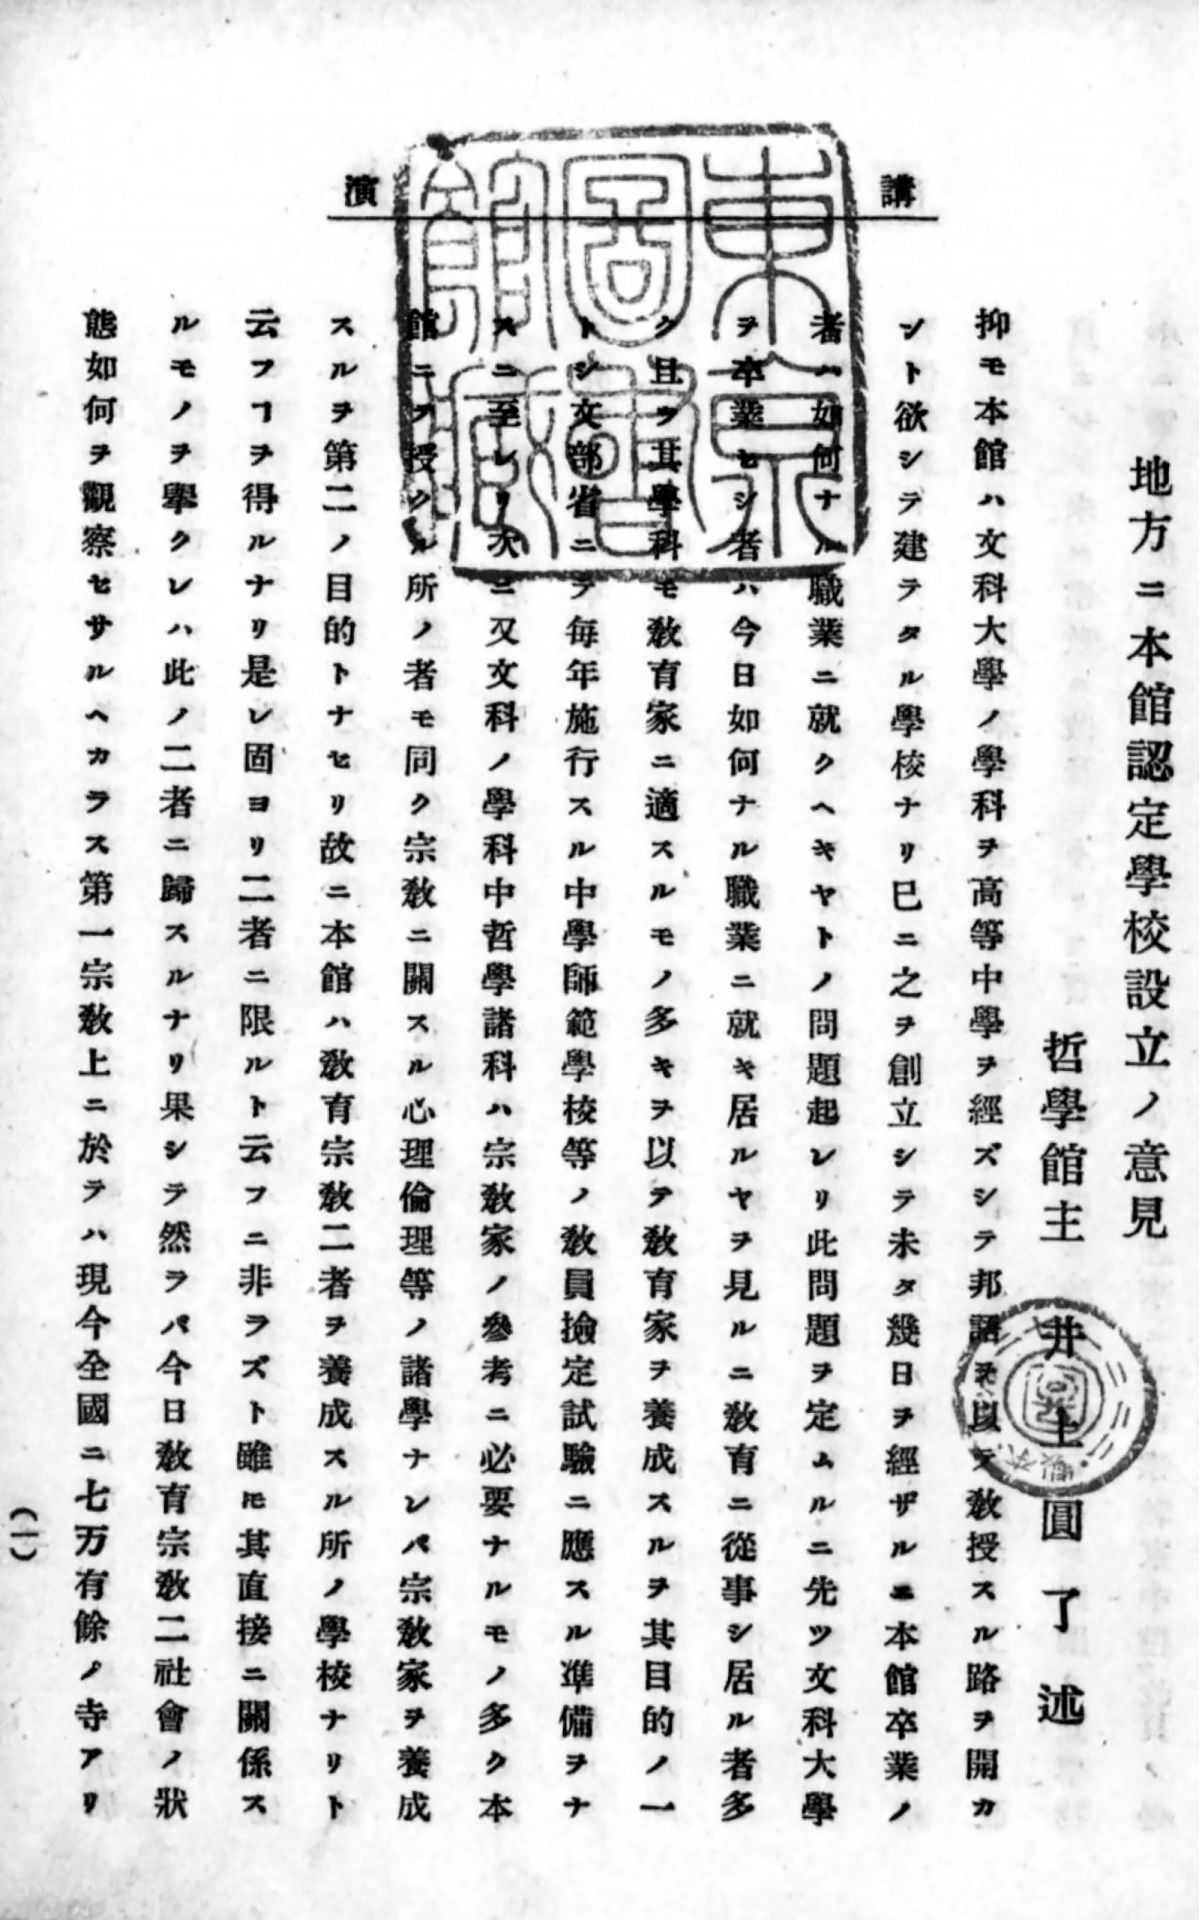 講演
地方ニ本館認定學校設立ノ意見
哲學館主 井上圓了述
抑モ本館ハ文科大學ノ學科ヲ高等中學ヲ經ズシテ邦語ヲ以テ敎授スル路ヲ開カ
ント欲シテ建テタル學校ナリ已ニ之ヲ創立シテ未タ幾日ヲ經ザルニ本館卒業ノ
者ハ如何ナル職業ニ就クヘキヤトノ問題起レリ此問題ヲ定ムルニ先ツ文科大學
ヲ卒業セシ者ハ今日如何ナル職業ニ就キ居ルヤヲ見ルニ敎育ニ從事シ居ル者多
ク且ツ其學科モ敎育家ニ適スルモノ多キヲ以テ敎育家ヲ養成スルヲ其目的ノ一
トシ文部省ニテ每年施行スル中學師範學校等ノ敎員撿定試驗ニ應スル準備ヲナ
スニ至レリ次ニ又文科ノ學科中哲學諸科ハ宗敎家ノ參考ニ必要ナルモノ多ク本
館ニテ授クル所ノ者モ同ク宗敎ニ關スル心理倫理等ノ諸學ナレバ宗敎家ヲ養成
スルヲ第二ノ目的トナセリ故ニ本館ハ敎育宗敎二者ヲ養成スル所ノ學校ナリト
云フヿヲ得ルナリ是レ固ヨリ二者ニ限ルト云フニ非ラズト雖𪜈其直接ニ關係ス
ルモノヲ擧クレハ此ノ二者ニ歸スルナリ果シテ然ラバ今日敎育宗敎二社會ノ狀
態如何ヲ觀察セサルヘカラス第一宗敎上ニ於テハ現今全國ニ七万有餘ノ寺アリ
(一)
東京圖書館藏